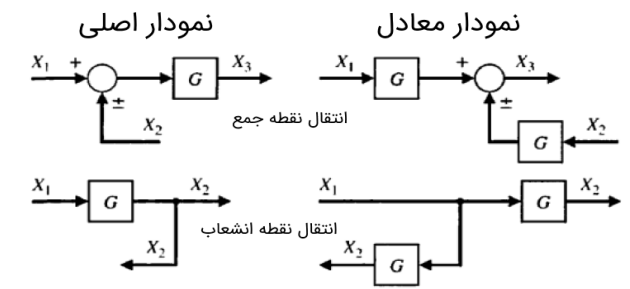 نمودار اصلی
نمودار معادل
X₁ + G X₃
± X₂
X₁ G + X₃
± G X₂
انتقال نقطه جمع
X₁ G X₂
X₂
X₁ G X₂
X₂ G
انتقال نقطه انشعاب